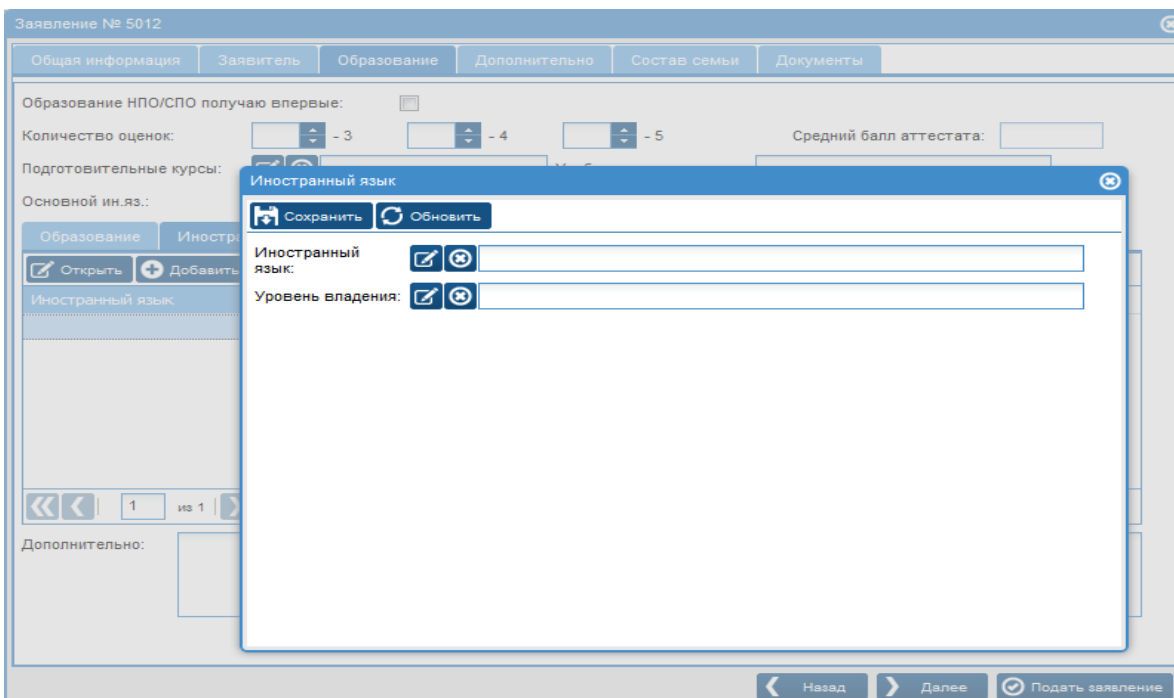 Заявление № 5012
Общая информация Заявитель Образование Дополнительно Состав семьи Документы
Образование НПО/СПО получаю впервые:
Количество оценок: - 3 - 4 - 5 Средний балл аттестата:
Подготовительные курсы:
Иностранный язык
Основной ин.яз.:
Сохранить Обновить
Образование
Иностранный язык:
Открыть Добавить
Иностранный язык
Уровень владения:
1 из 1
Дополнительно:
Назад Далее Подать заявление